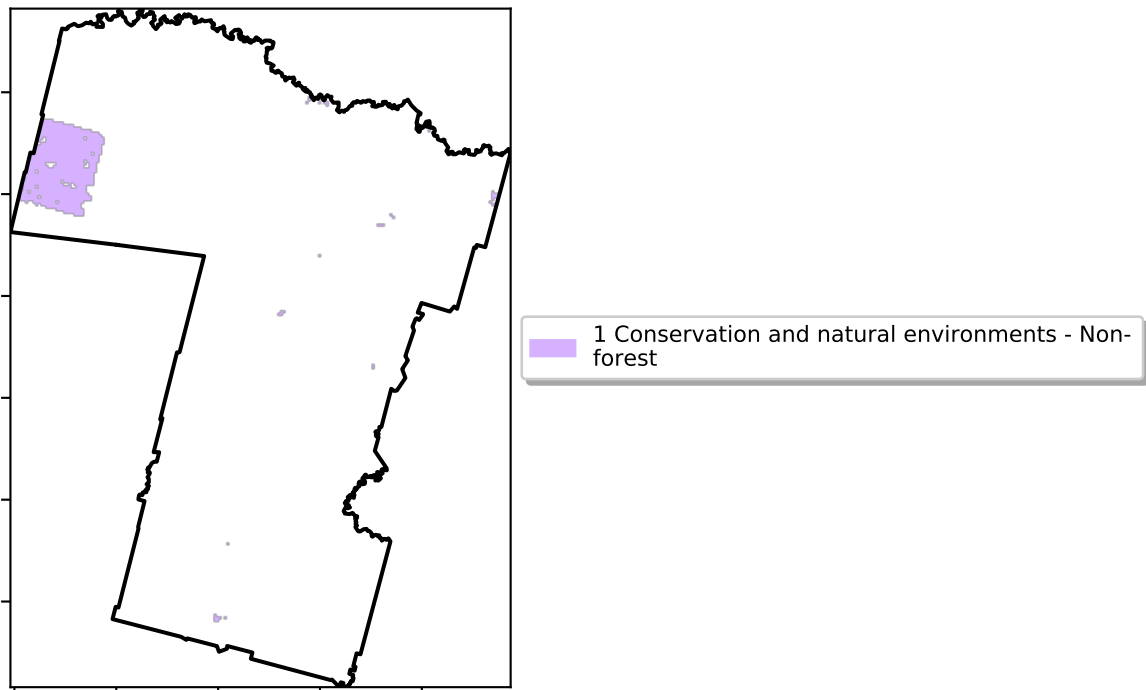 1 Conservation and natural environments - Non-
forest